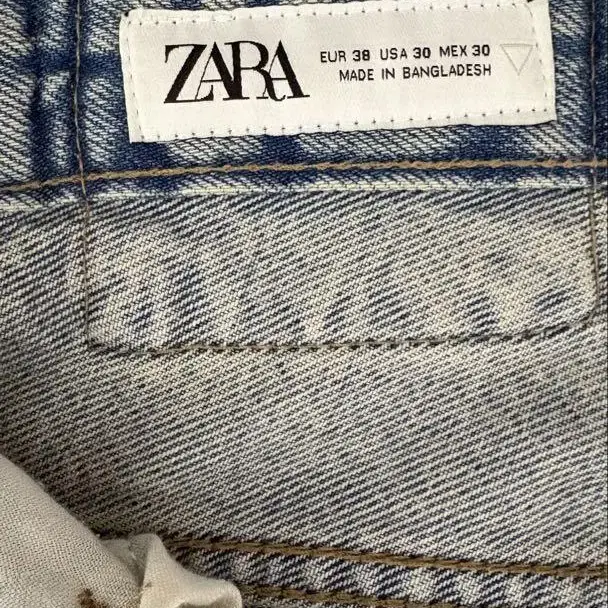 ZARA
EUR 38 USA 30 MEX 30
MADE IN BANGLADESH